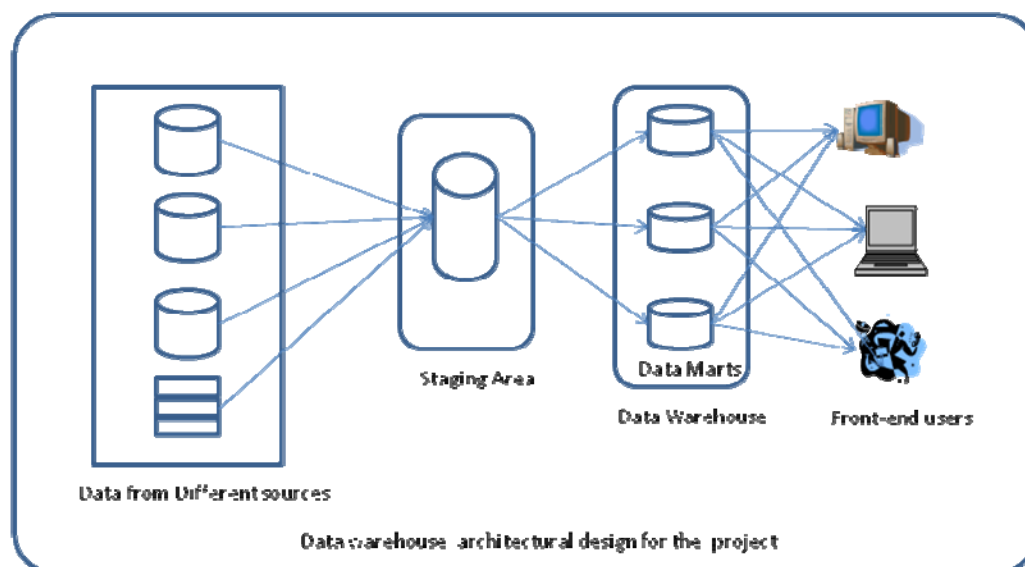 Data Marts
Staging Area
Data Warehouse
Front-end users
Data from Different sources
Data warehouse architectural design for the project